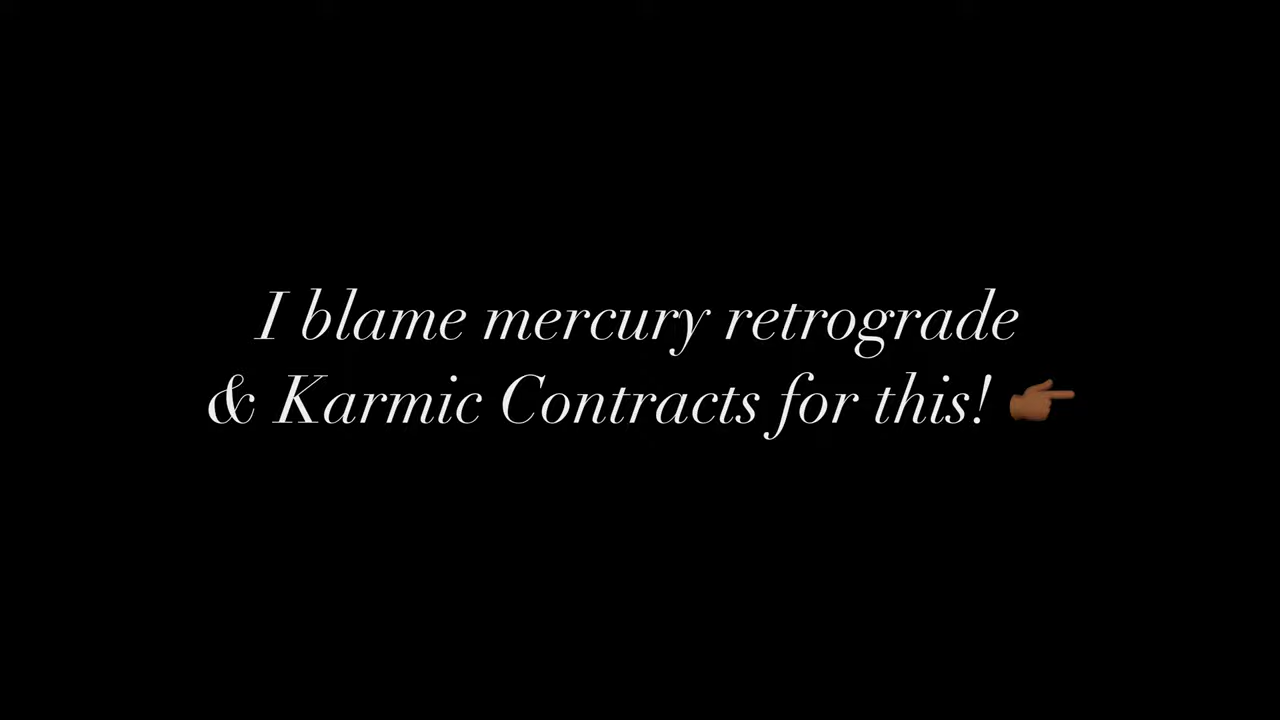 I blame mercury retrograde
& Karmic Contracts for this! 👉🏾